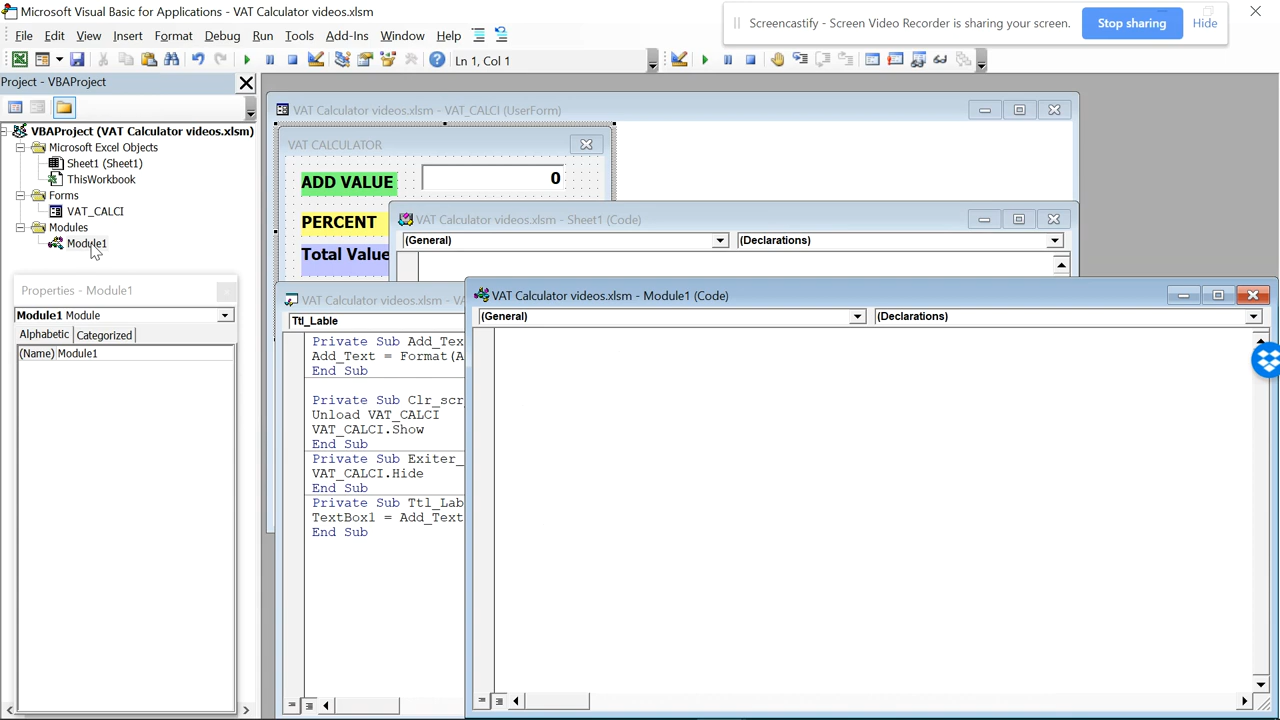 Microsoft Visual Basic for Applications - VAT Calculator videos.xlsm
Screencastify - Screen Video Recorder is sharing your screen. Stop sharing Hide
File Edit View Insert Format Debug Run Tools Add-Ins Window Help
Ln 1, Col 1
Project - VBAProject
VBAProject (VAT Calculator videos.xlsm)
Microsoft Excel Objects
Sheet1 (Sheet1)
ThisWorkbook
Forms
VAT_CALCI
Modules
Module1
Properties - Module1
Module1 Module
Alphabetic Categorized
(Name) Module1
VAT Calculator videos.xlsm - VAT_CALCI (UserForm)
VAT CALCULATOR
ADD VALUE 0
PERCENT
Total Value
VAT Calculator videos.xlsm - Sheet1 (Code)
(General) (Declarations)
VAT Calculator videos.xlsm - VA
Ttl_Lable
Private Sub Add_Tex
Add_Text = Format(A
End Sub
Private Sub Clr_scr
Unload VAT_CALCI
VAT_CALCI.Show
End Sub
Private Sub Exiter_
VAT_CALCI.Hide
End Sub
Private Sub Ttl_Lab
TextBox1 = Add_Text
End Sub
VAT Calculator videos.xlsm - Module1 (Code)
(General) (Declarations)